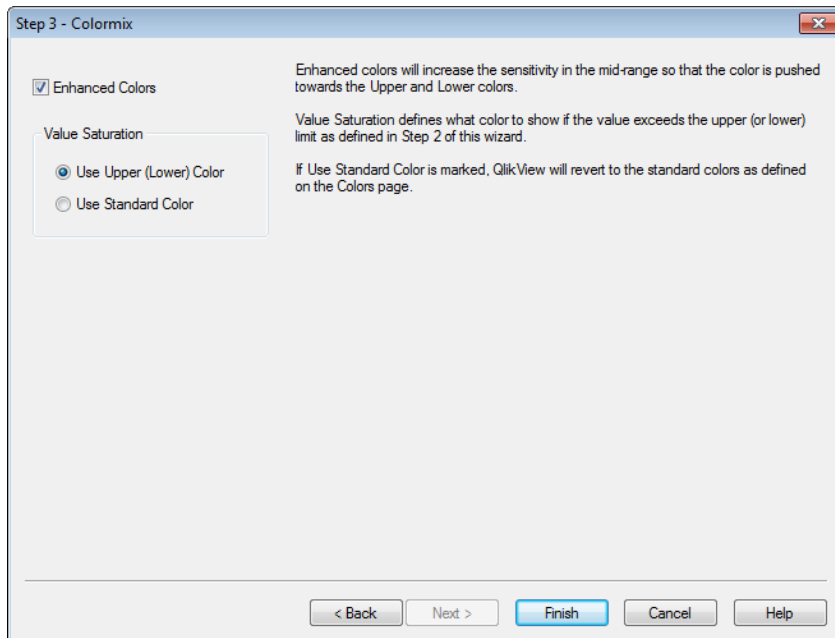 Step 3 - Colormix
Enhanced Colors
Value Saturation
Use Upper (Lower) Color
Use Standard Color
Enhanced colors will increase the sensitivity in the mid-range so that the color is pushed
towards the Upper and Lower colors.
Value Saturation defines what color to show if the value exceeds the upper (or lower)
limit as defined in Step 2 of this wizard.
If Use Standard Color is marked, QlikView will revert to the standard colors as defined
on the Colors page.
< Back
Next >
Finish
Cancel
Help